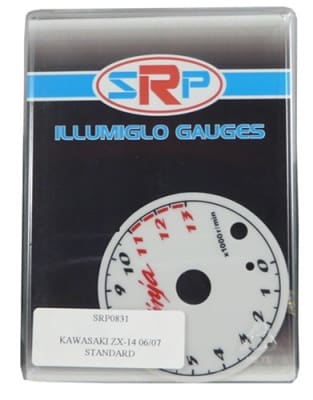 SRP
ILLUMIGLO GAUGES
13
12
11
10
9
x1000r/min
0
1
2
3
4
5
SRP0831
KAWASAKI ZX-14 06/07
STANDARD